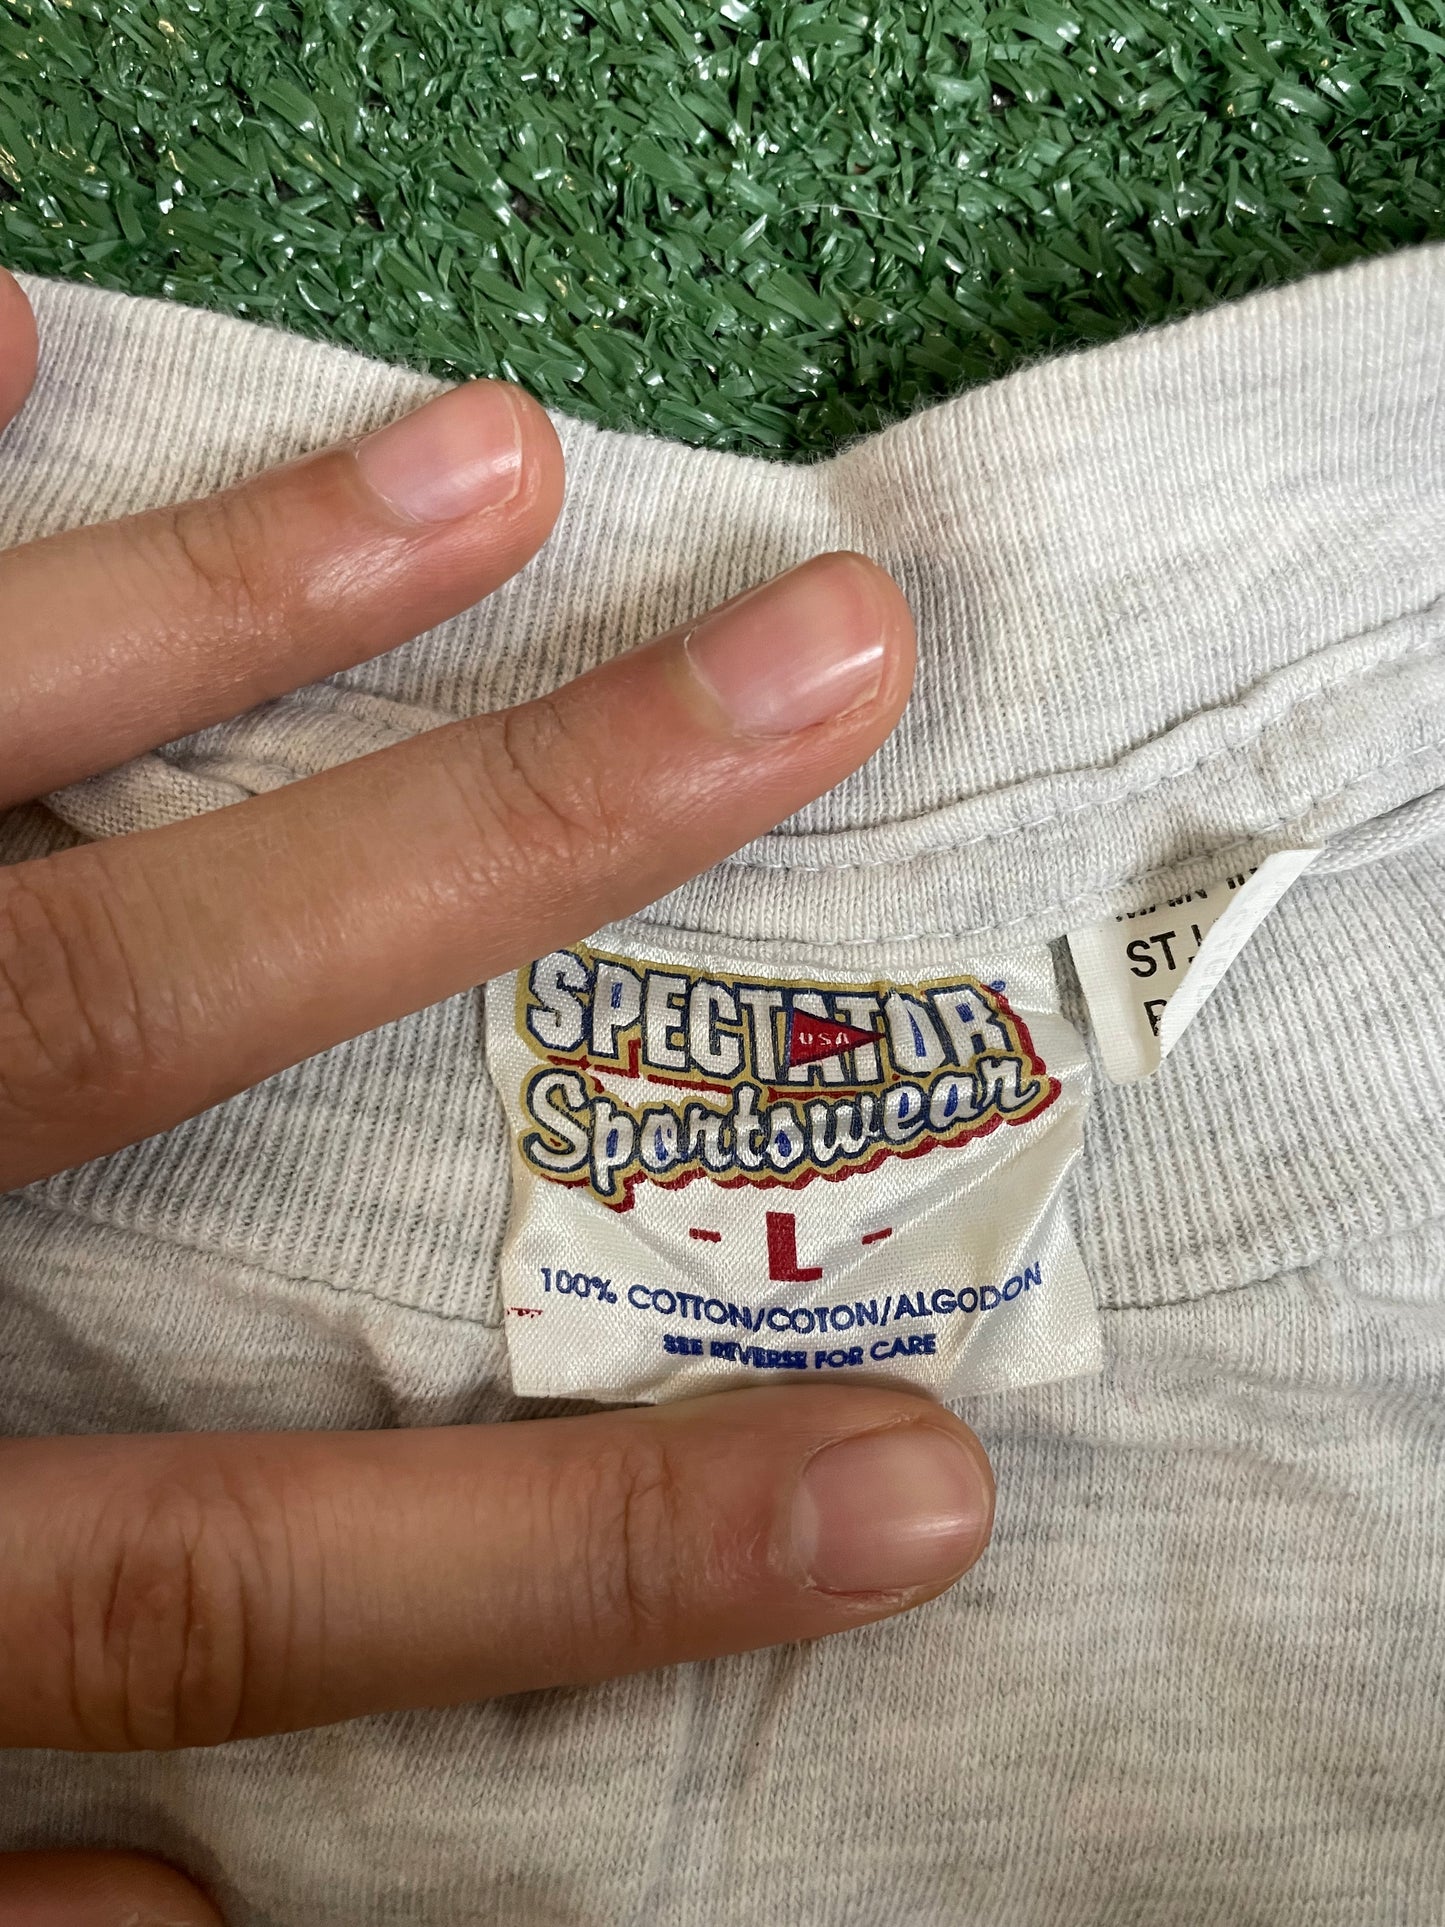 SPECTATOR
USA
Sportswear
- L -
100% COTTON/COTON/ALGODON
SEE REVERSE FOR CARE
ST.